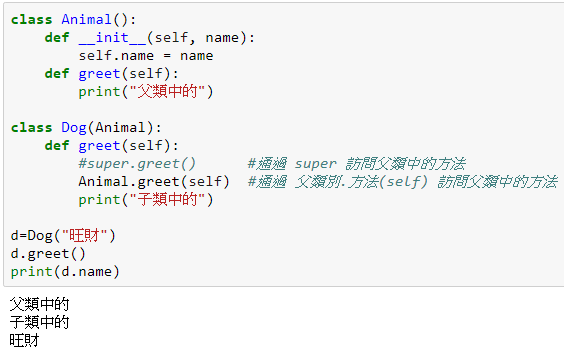 class Animal():
    def __init__(self, name):
        self.name = name
    def greet(self):
        print("父類中的")

class Dog(Animal):
    def greet(self):
        #super.greet()      #通過 super 訪問父類中的方法
        Animal.greet(self)  #通過 父類別.方法(self) 訪問父類中的方法
        print("子類中的")

d=Dog("旺財")
d.greet()
print(d.name)
父類中的
子類中的
旺財